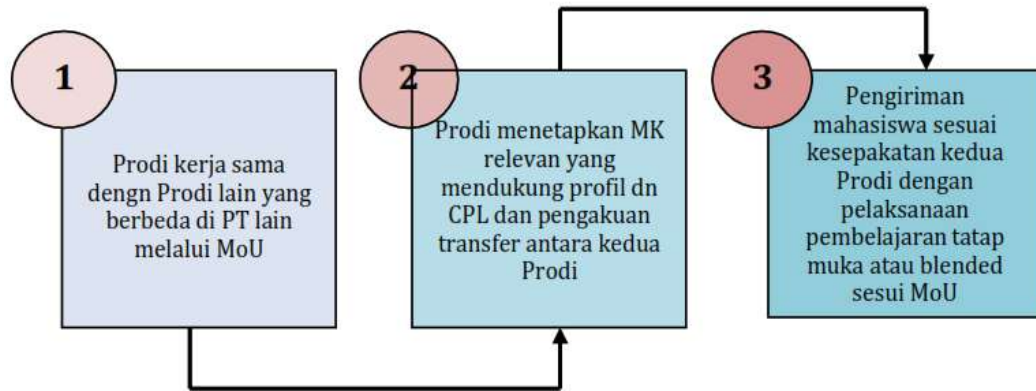 1
Prodi kerja sama
dengn Prodi lain yang
berbeda di PT lain
melalui MoU
2
Prodi menetapkan MK
relevan yang
mendukung profil dn
CPL dan pengakuan
transfer antara kedua
Prodi
3
Pengiriman
mahasiswa sesuai
kesepakatan kedua
Prodi dengan
pelaksanaan
pembelajaran tatap
muka atau blended
sesui MoU